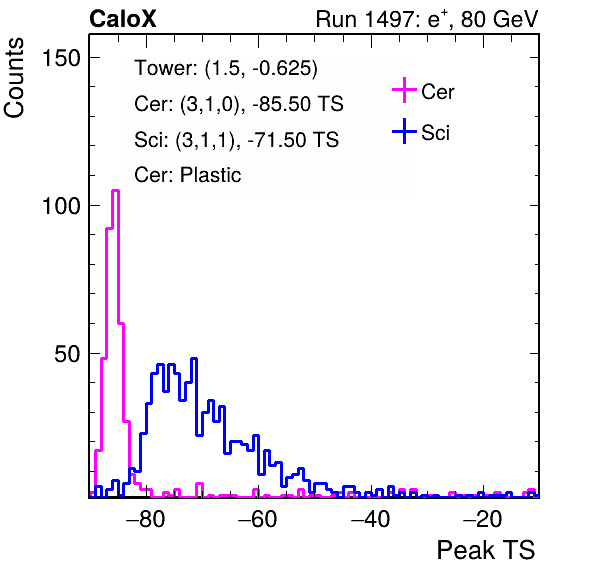 CaloX Run 1497: e⁺, 80 GeV
Counts
150
100
50
Tower: (1.5, -0.625)
Cer: (3,1,0), -85.50 TS
Sci: (3,1,1), -71.50 TS
Cer: Plastic
Cer
Sci
−80 −60 −40 −20
Peak TS